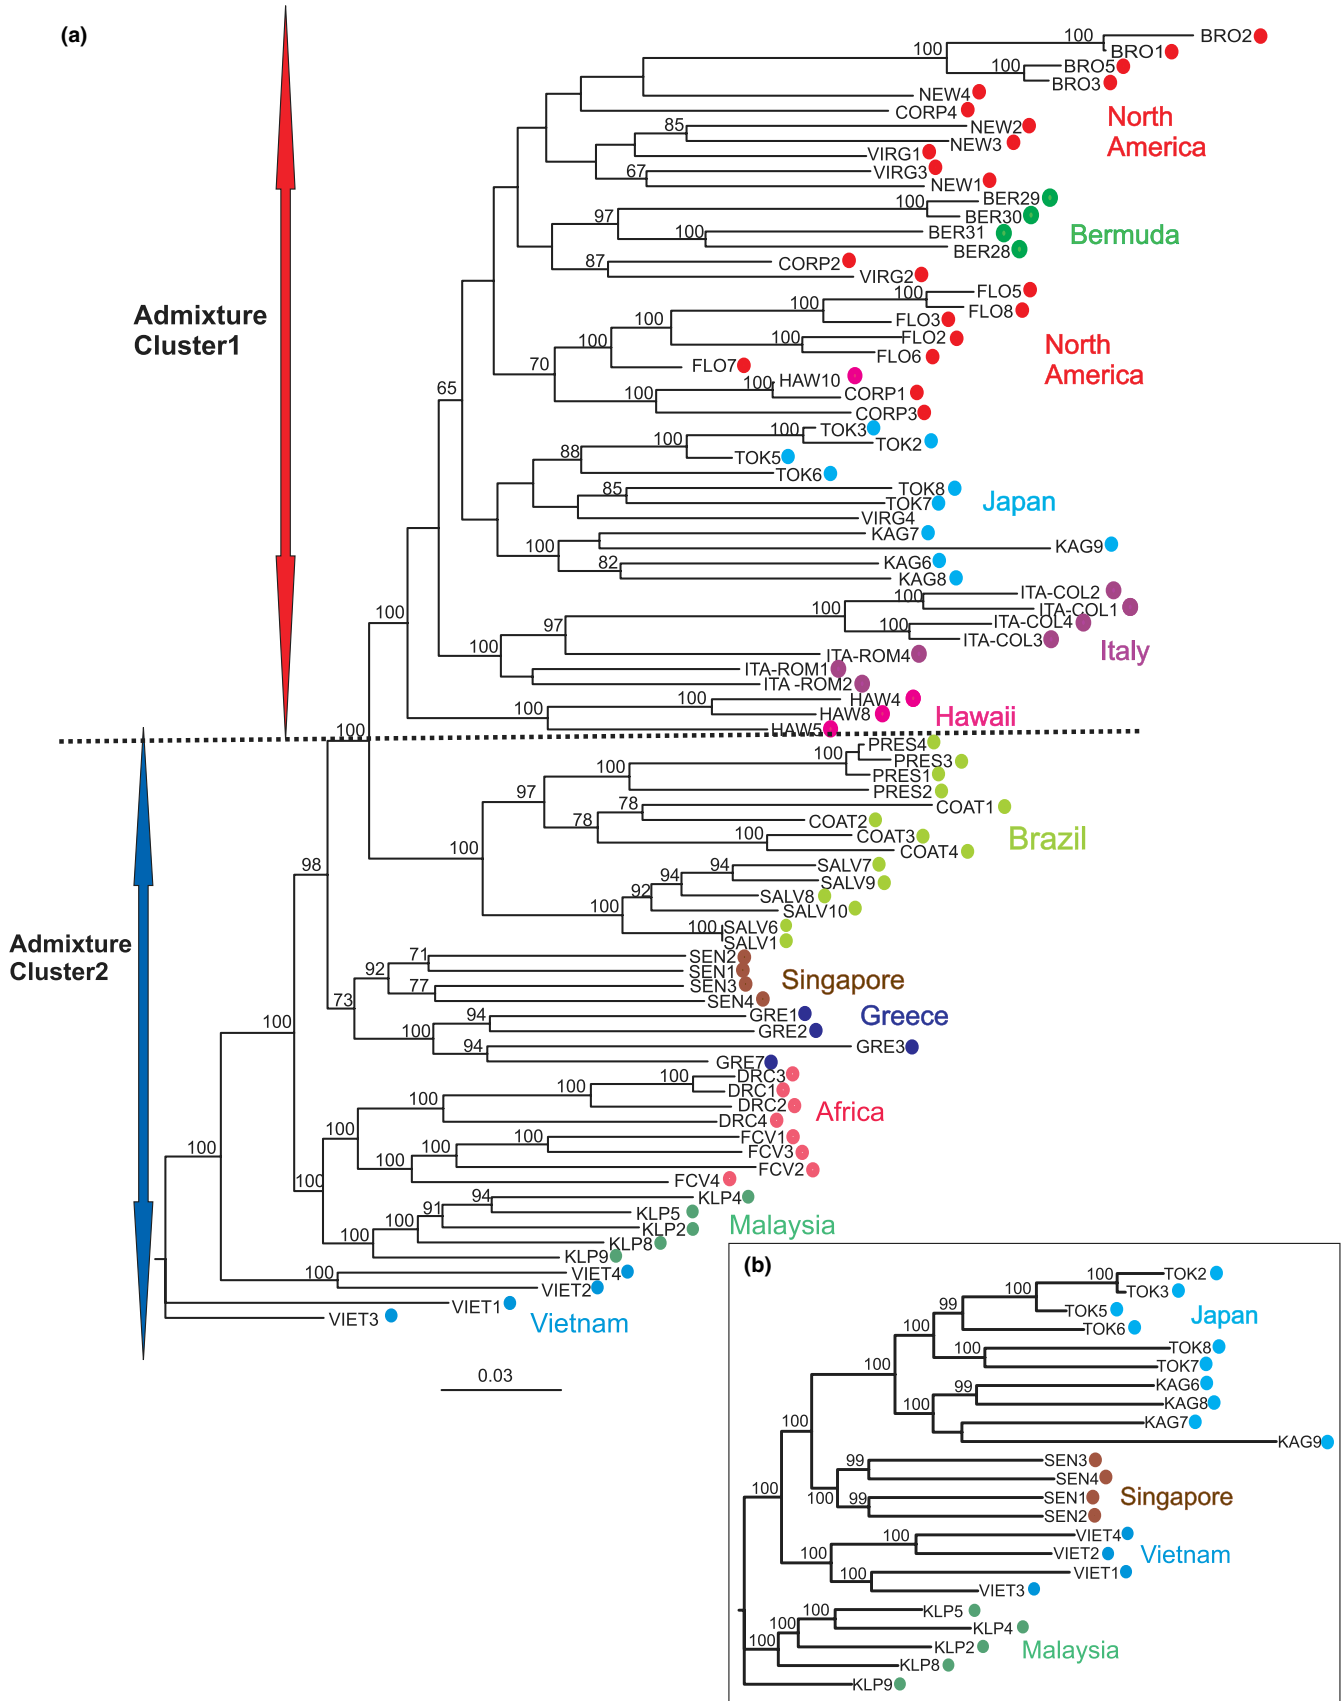 (a)
100
BRO2
100
BRO1
100
BRO5
BRO3
NEW4
CORP4
North
America
85
NEW2
NEW3
VIRG1
67
VIRG3
NEW1
100
BER29
97
BER30
100
BER31
BER28
Bermuda
87
CORP2
VIRG2
100
FLO5
100
FLO8
100
FLO3
100
FLO2
100
FLO6
70
FLO7
North
America
100
HAW10
100
CORP1
CORP3
65
Admixture
Cluster1
100
TOK3
100
TOK2
88
TOK5
TOK6
85
TOK8
TOK7
VIRG4
Japan
KAG7
100
KAG9
82
KAG6
KAG8
100
ITA-COL2
100
ITA-COL1
100
ITA-COL4
ITA-COL3
97
ITA-ROM4
100
ITA-ROM1
ITA -ROM2
Italy
100
100
HAW4
100
HAW8
HAW5
Hawaii
100
PRES4
100
PRES3
100
PRES1
PRES2
97
78
COAT1
78
COAT2
100
COAT3
COAT4
Brazil
100
94
SALV7
94
SALV9
92
SALV8
100
SALV10
100
SALV6
SALV1
98
Admixture
Cluster2
71
SEN2
92
SEN1
77
SEN3
SEN4
Singapore
73
94
GRE1
100
GRE2
94
GRE3
GRE7
Greece
100
100
DRC3
100
DRC1
DRC2
100
DRC4
Africa
100
100
FCV1
100
FCV3
100
FCV2
FCV4
100
94
KLP4
91
KLP5
100
KLP2
100
KLP8
KLP9
Malaysia
100
100
VIET4
VIET2
VIET1
VIET3
Vietnam
0.03
(b)
100
TOK2
TOK3
100
TOK5
99
TOK6
100
100
TOK8
TOK7
Japan
100
99
KAG6
100
KAG8
KAG7
KAG9
100
99
SEN3
SEN4
100
99
SEN1
SEN2
Singapore
100
100
VIET4
100
VIET2
100
VIET1
VIET3
Vietnam
100
KLP5
100
KLP4
100
KLP2
KLP8
KLP9
Malaysia